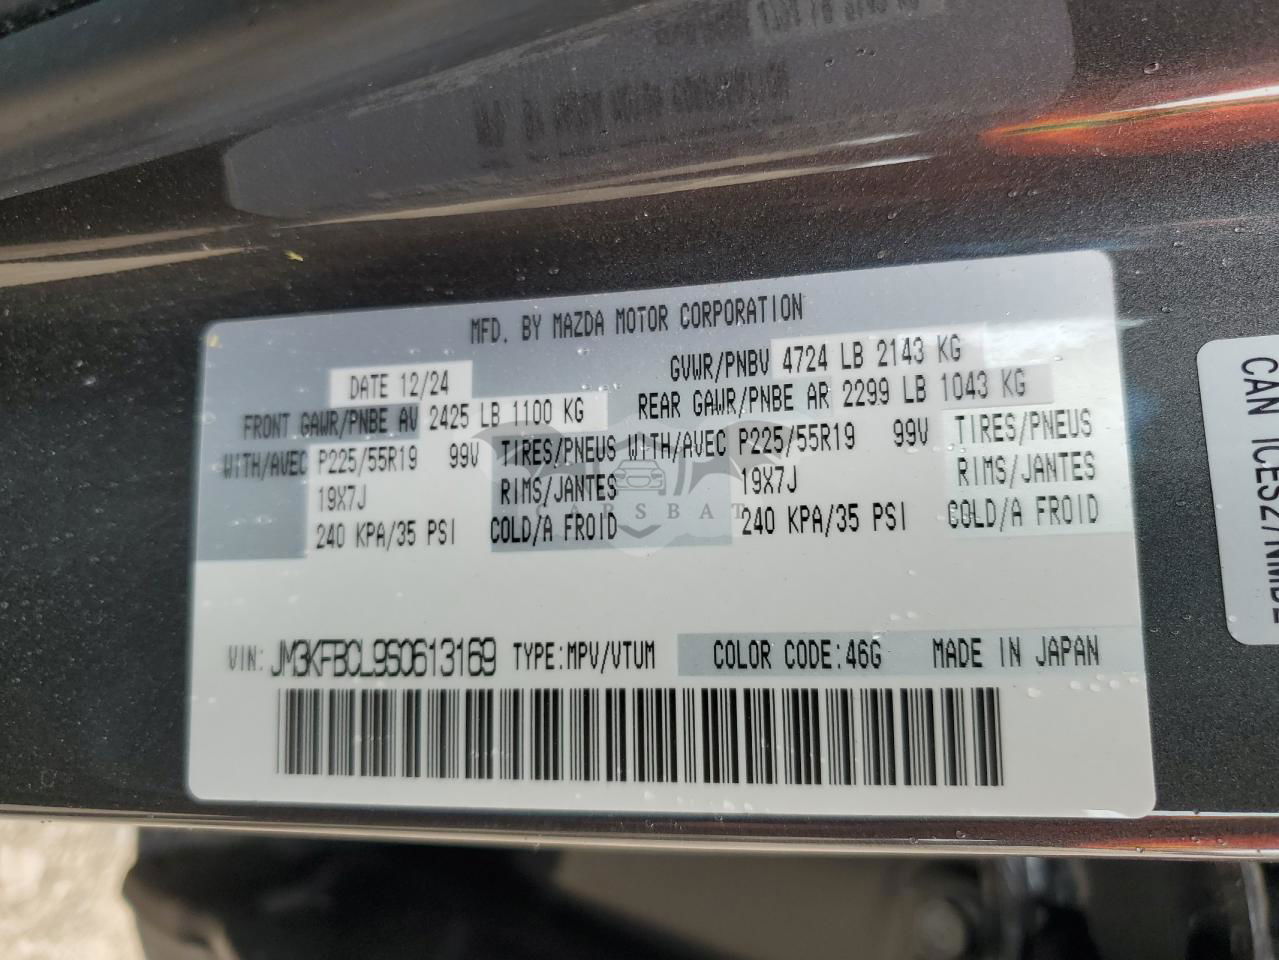 MFD. BY MAZDA MOTOR CORPORATION
DATE 12/24 GVWR/PNBV 4724 LB 2143 KG
FRONT GAWR/PNBE AV 2425 LB 1100 KG REAR GAWR/PNBE AR 2299 LB 1043 KG
WITH/AVEC P225/55R19 99V TIRES/PNEUS WITH/AVEC P225/55R19 99V TIRES/PNEUS
19X7J RIMS/JANTES 19X7J RIMS/JANTES
240 KPA/35 PSI COLD/A FROID 240 KPA/35 PSI COLD/A FROID
CARSBAT
VIN: JM3KFBCL9S0613169 TYPE:MPV/VTUM COLOR CODE:46G MADE IN JAPAN
CAN ICES2/NMB2